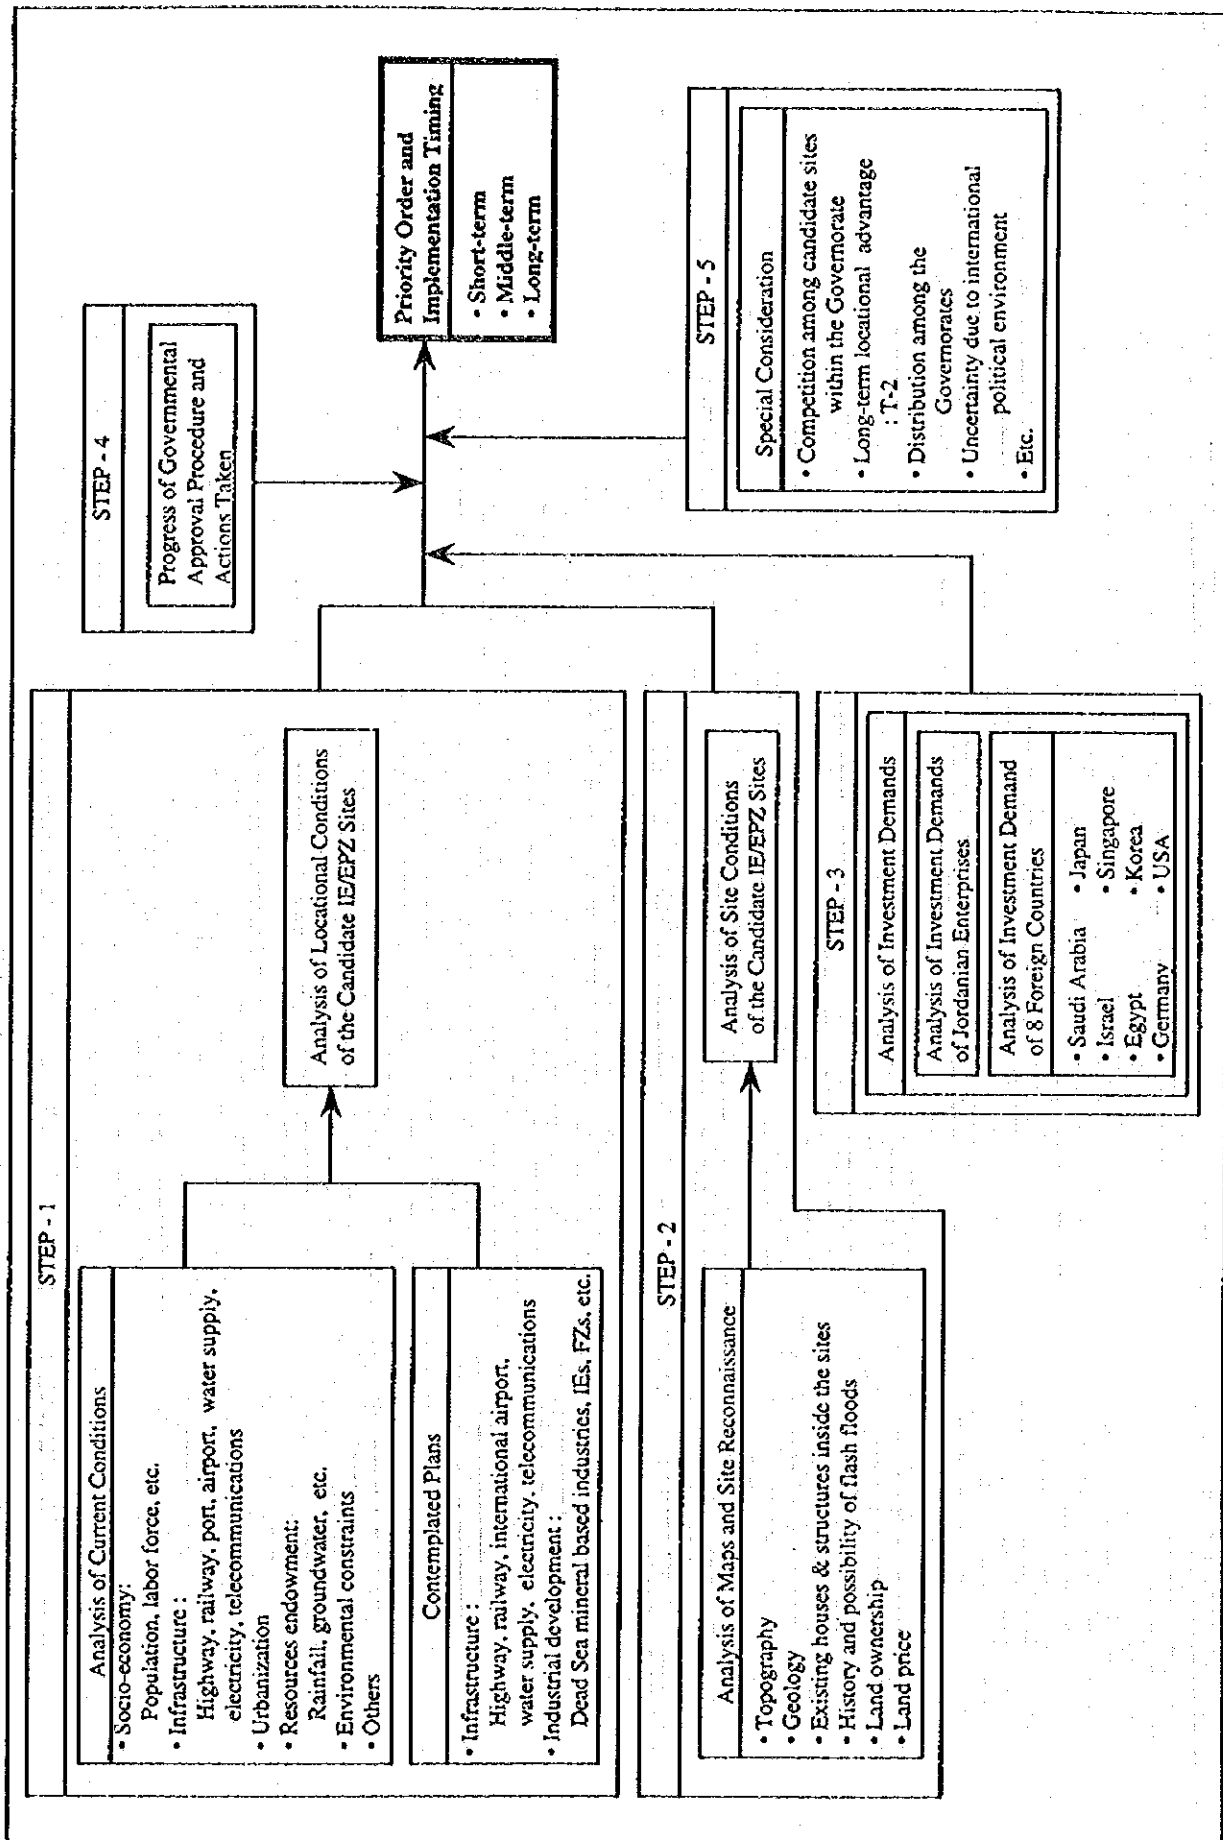 STEP - 1
Analysis of Current Conditions
• Socio-economy:
Population, labor force, etc.
• Infrastructure :
Highway, railway, port, airport, water supply,
electricity, telecommunications
• Urbanization
• Resources endowment:
Rainfall, groundwater, etc.
• Environmental constraints
• Others
Contemplated Plans
• Infrastructure :
Highway, railway, international airport,
water supply, electricity, telecommunications
• Industrial development :
Dead Sea mineral based industries, IEs, FZs, etc.
Analysis of Locational Conditions
of the Candidate IE/EPZ Sites
STEP - 2
Analysis of Maps and Site Reconnaissance
• Topography
• Geology
• Existing houses & structures inside the sites
• History and possibility of flash floods
• Land ownership
• Land price
Analysis of Site Conditions
of the Candidate IE/EPZ Sites
STEP - 3
Analysis of Investment Demands
Analysis of Investment Demands
of Jordanian Enterprises
Analysis of Investment Demand
of 8 Foreign Countries
• Saudi Arabia • Japan
• Israel • Singapore
• Egypt • Korea
• Germany • USA
STEP - 4
Progress of Governmental
Approval Procedure and
Actions Taken
STEP - 5
Special Consideration
• Competition among candidate sites
within the Governorate
• Long-term locational advantage
: T-2
• Distribution among the
Governorates
• Uncertainty due to international
political environment
• Etc.
Priority Order and
Implementation Timing
• Short-term
• Middle-term
• Long-term